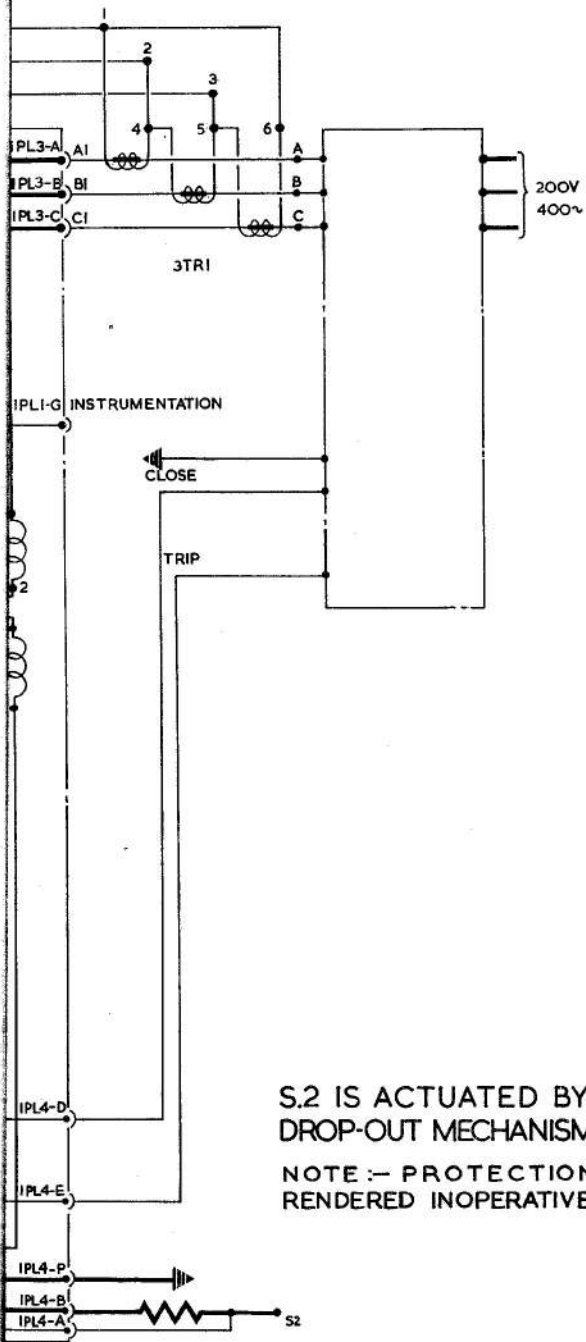 1
2
3
4 5 6
1PL3-A A1 A
1PL3-B B1 B
1PL3-C C1 C
200V
400~
3TR1
1PL1-G INSTRUMENTATION
CLOSE
TRIP
2
1PL4-D
S.2 IS ACTUATED BY
DROP-OUT MECHANISM
NOTE :- PROTECTION
RENDERED INOPERATIVE
1PL4-E
1PL4-P
1PL4-B
S2
1PL4-A